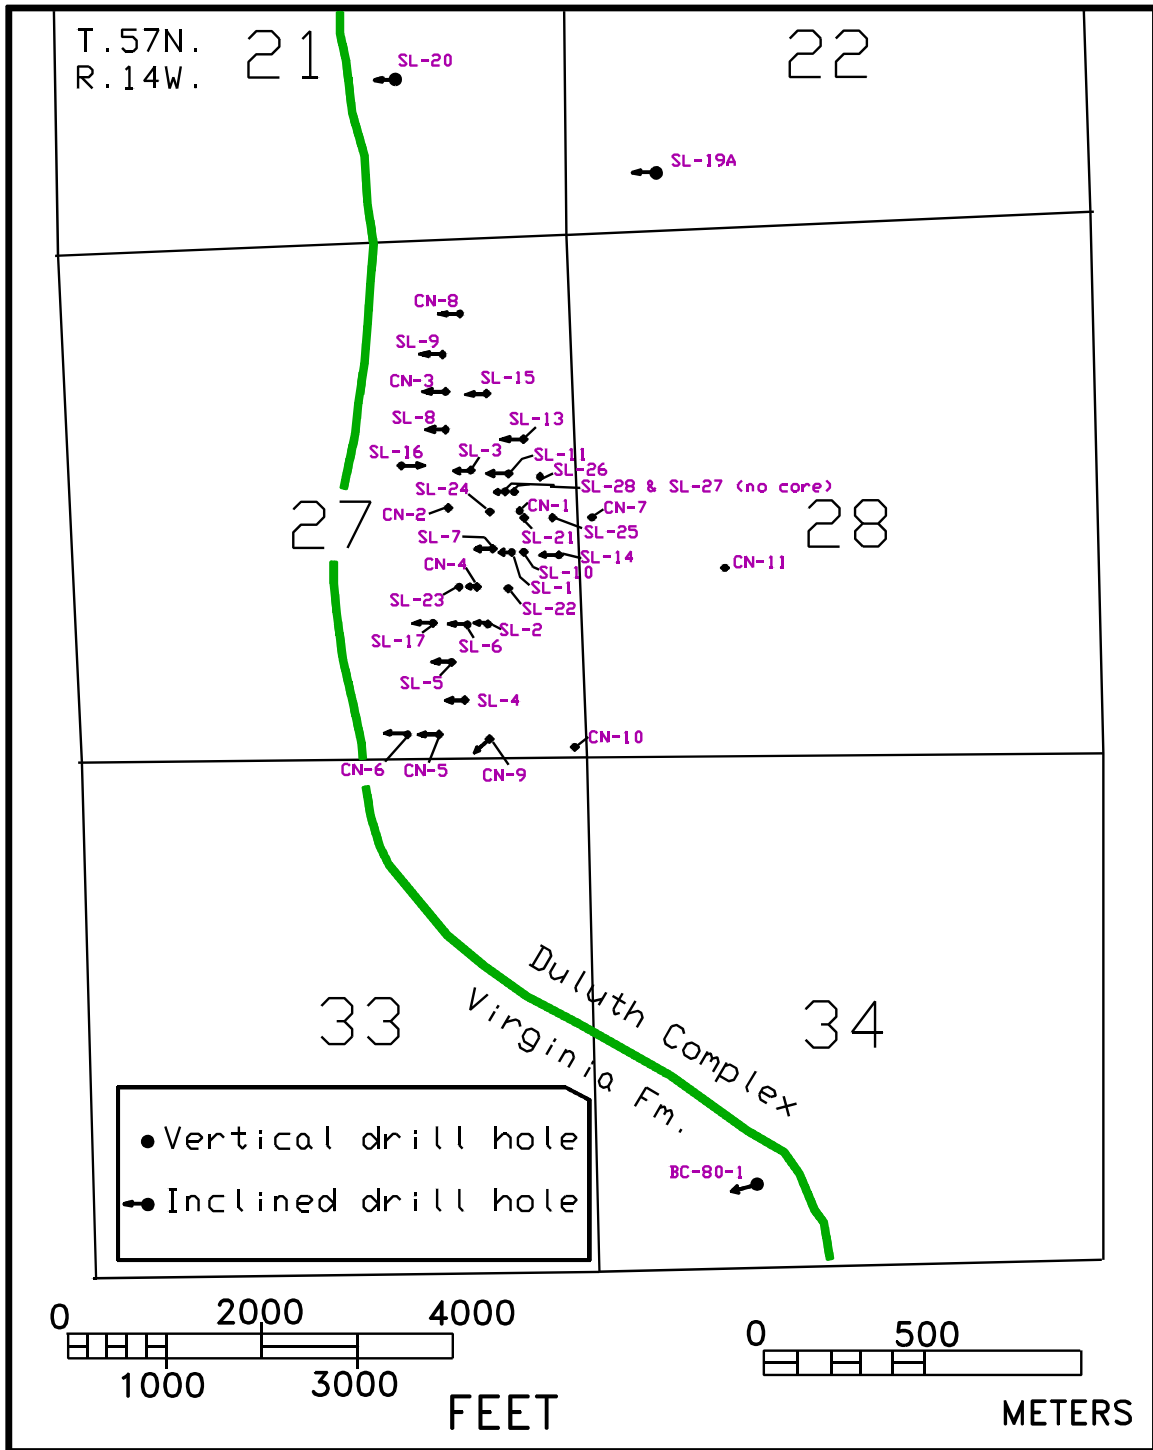 T.57N.
R.14W.
21
22
SL-20
SL-19A
CN-8
SL-9
CN-3
SL-15
SL-8
SL-13
SL-16
SL-3
SL-11
SL-26
SL-28 & SL-27 (no core)
SL-24
CN-2
CN-1
CN-7
27
28
SL-7
SL-21
SL-25
CN-4
SL-14
SL-10
CN-11
SL-1
SL-23
SL-22
SL-17
SL-2
SL-6
SL-5
SL-4
CN-10
CN-6
CN-5
CN-9
Duluth Complex
Virginia Fm.
33
34
BC-80-1
Vertical drill hole
Inclined drill hole
0 2000 4000
1000 3000
FEET
0 500
METERS